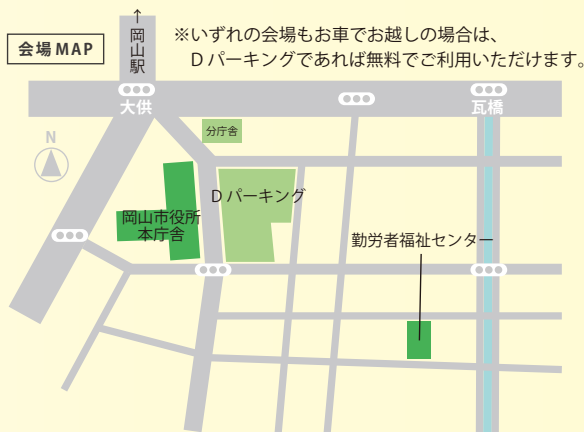 会場MAP
↑
岡山駅
※いずれの会場もお車でお越しの場合は、
Dパーキングであれば無料でご利用いただけます。
大供
瓦橋
N
分庁舎
Dパーキング
岡山市役所
本庁舎
勤労者福祉センター